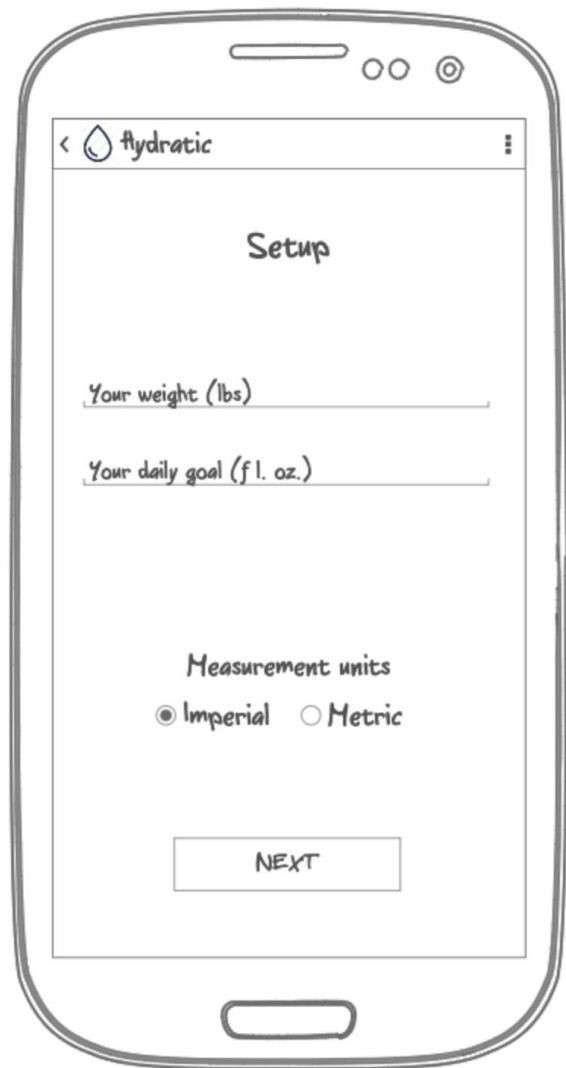 Hydratic
Setup
Your weight (lbs)
Your daily goal (fl. oz.)
Measurement units
Imperial Metric
NEXT